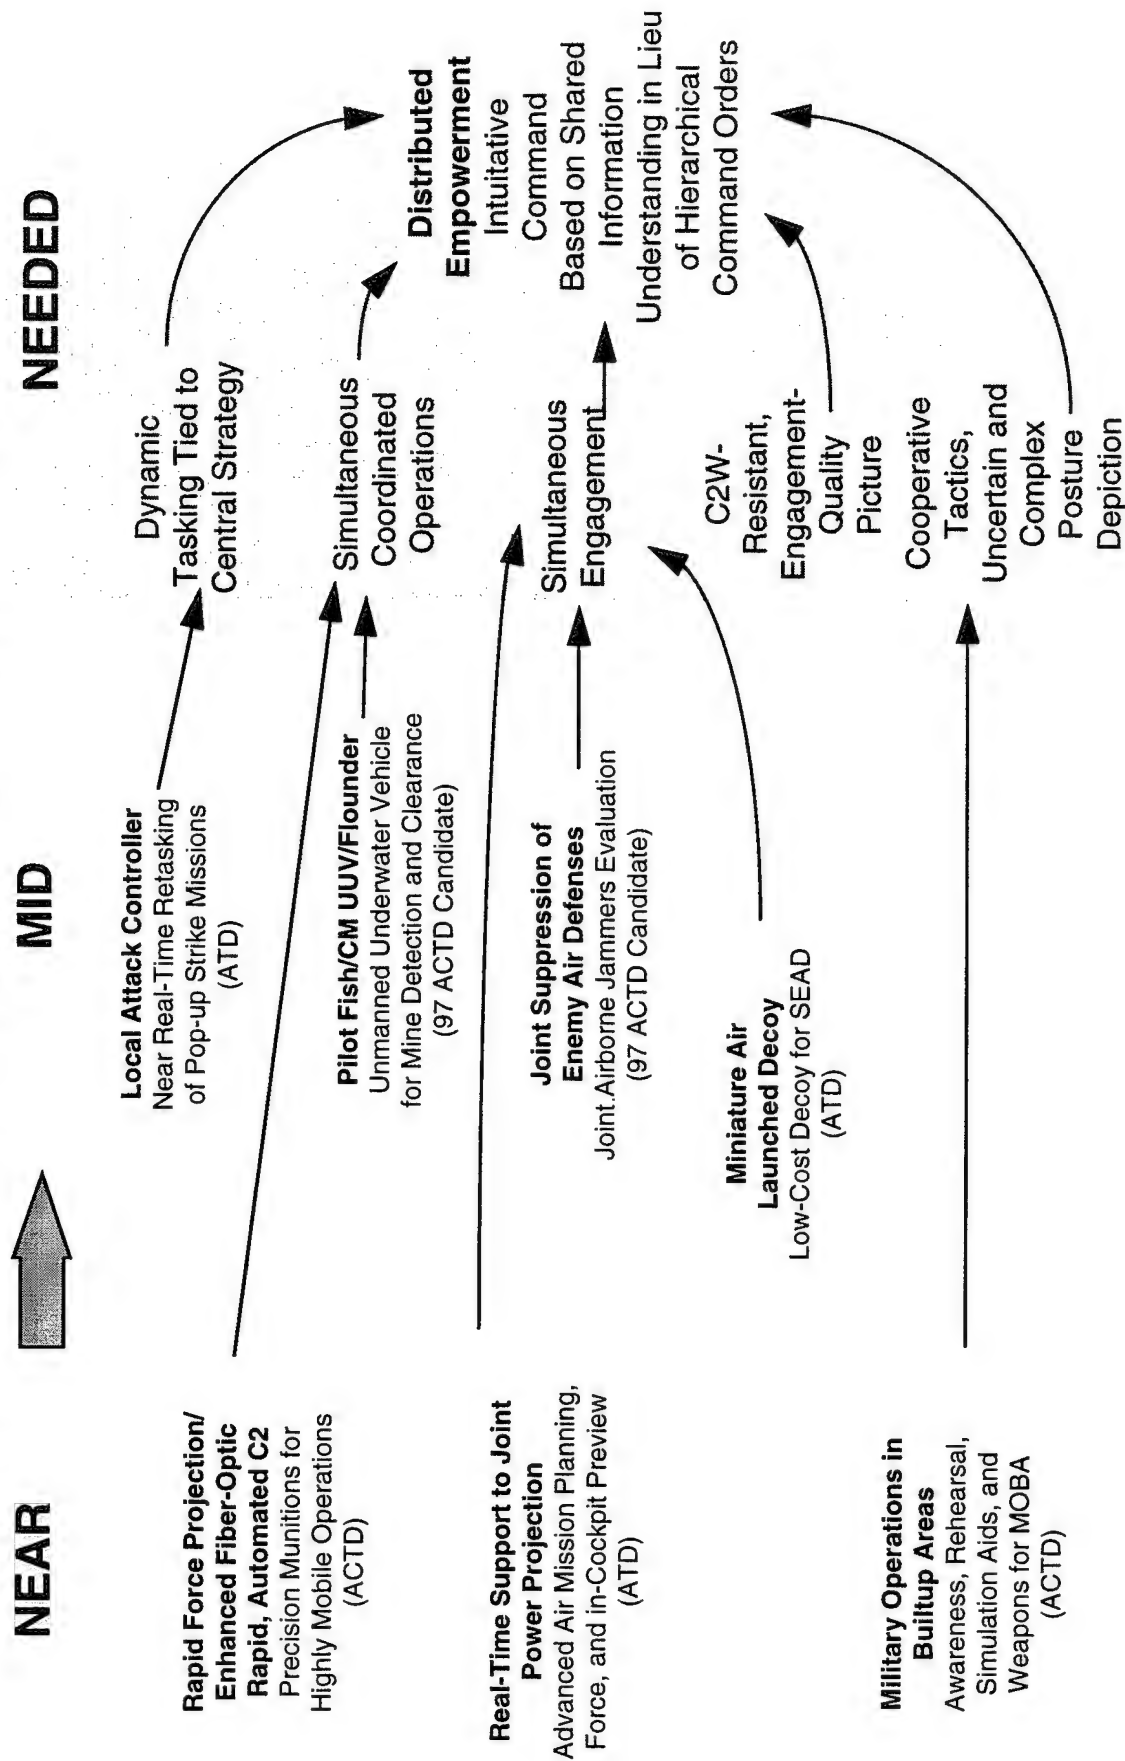 NEAR
MID
NEEDED
Rapid Force Projection/
Enhanced Fiber-Optic
Rapid, Automated C2
Precision Munitions for
Highly Mobile Operations
(ACTD)
Real-Time Support to Joint
Power Projection
Advanced Air Mission Planning,
Force, and in-Cockpit Preview
(ATD)
Military Operations in
Builtup Areas
Awareness, Rehearsal,
Simulation Aids, and
Weapons for MOBA
(ACTD)
Local Attack Controller
Near Real-Time Retasking
of Pop-up Strike Missions
(ATD)
Pilot Fish/CM UUV/Flounder
Unmanned Underwater Vehicle
for Mine Detection and Clearance
(97 ACTD Candidate)
Joint Suppression of
Enemy Air Defenses
Joint Airborne Jammers Evaluation
(97 ACTD Candidate)
Miniature Air
Launched Decoy
Low-Cost Decoy for SEAD
(ATD)
Dynamic
Tasking Tied to
Central Strategy
Simultaneous
Coordinated
Operations
Simultaneous
Engagement
C2W-
Resistant,
Engagement-
Quality
Picture
Cooperative
Tactics,
Uncertain and
Complex
Posture
Depiction
Distributed
Empowerment
Intuitative
Command
Based on Shared
Information
Understanding in Lieu
of Hierarchical
Command Orders